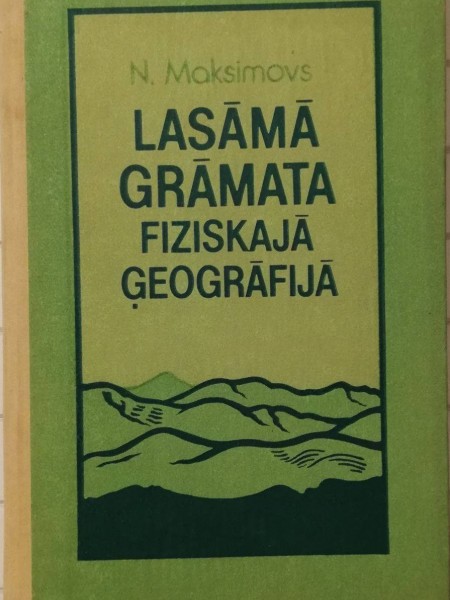 N. Maksimovs
LASĀMĀ
GRĀMATA
FIZISKAJĀ
ĢEOGRĀFIJĀ